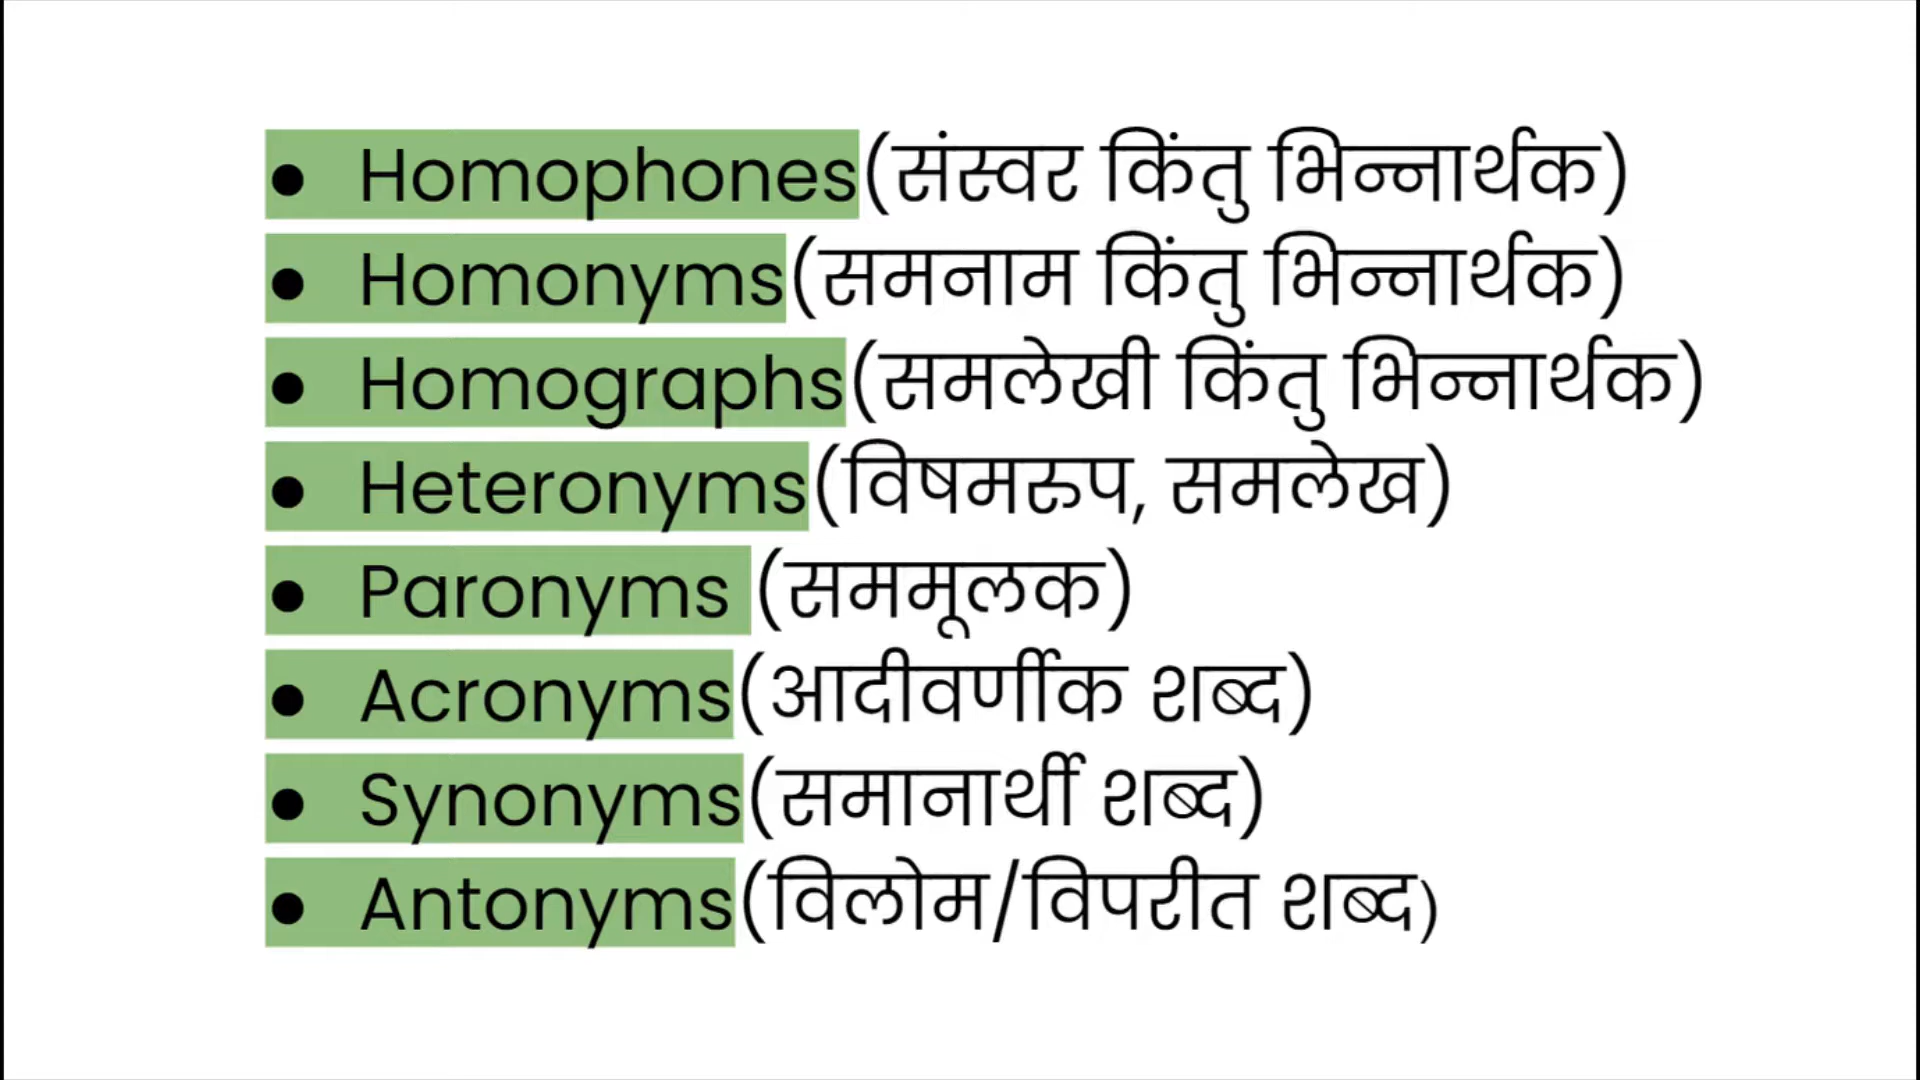 ● Homophones(संस्वर किंतु भिन्नार्थक)
● Homonyms(समनाम किंतु भिन्नार्थक)
● Homographs(समलेखी किंतु भिन्नार्थक)
● Heteronyms(विषमरुप, समलेख)
● Paronyms (सममूलक)
● Acronyms(आदीवर्णीक शब्द)
● Synonyms(समानार्थी शब्द)
● Antonyms(विलोम/विपरीत शब्द)